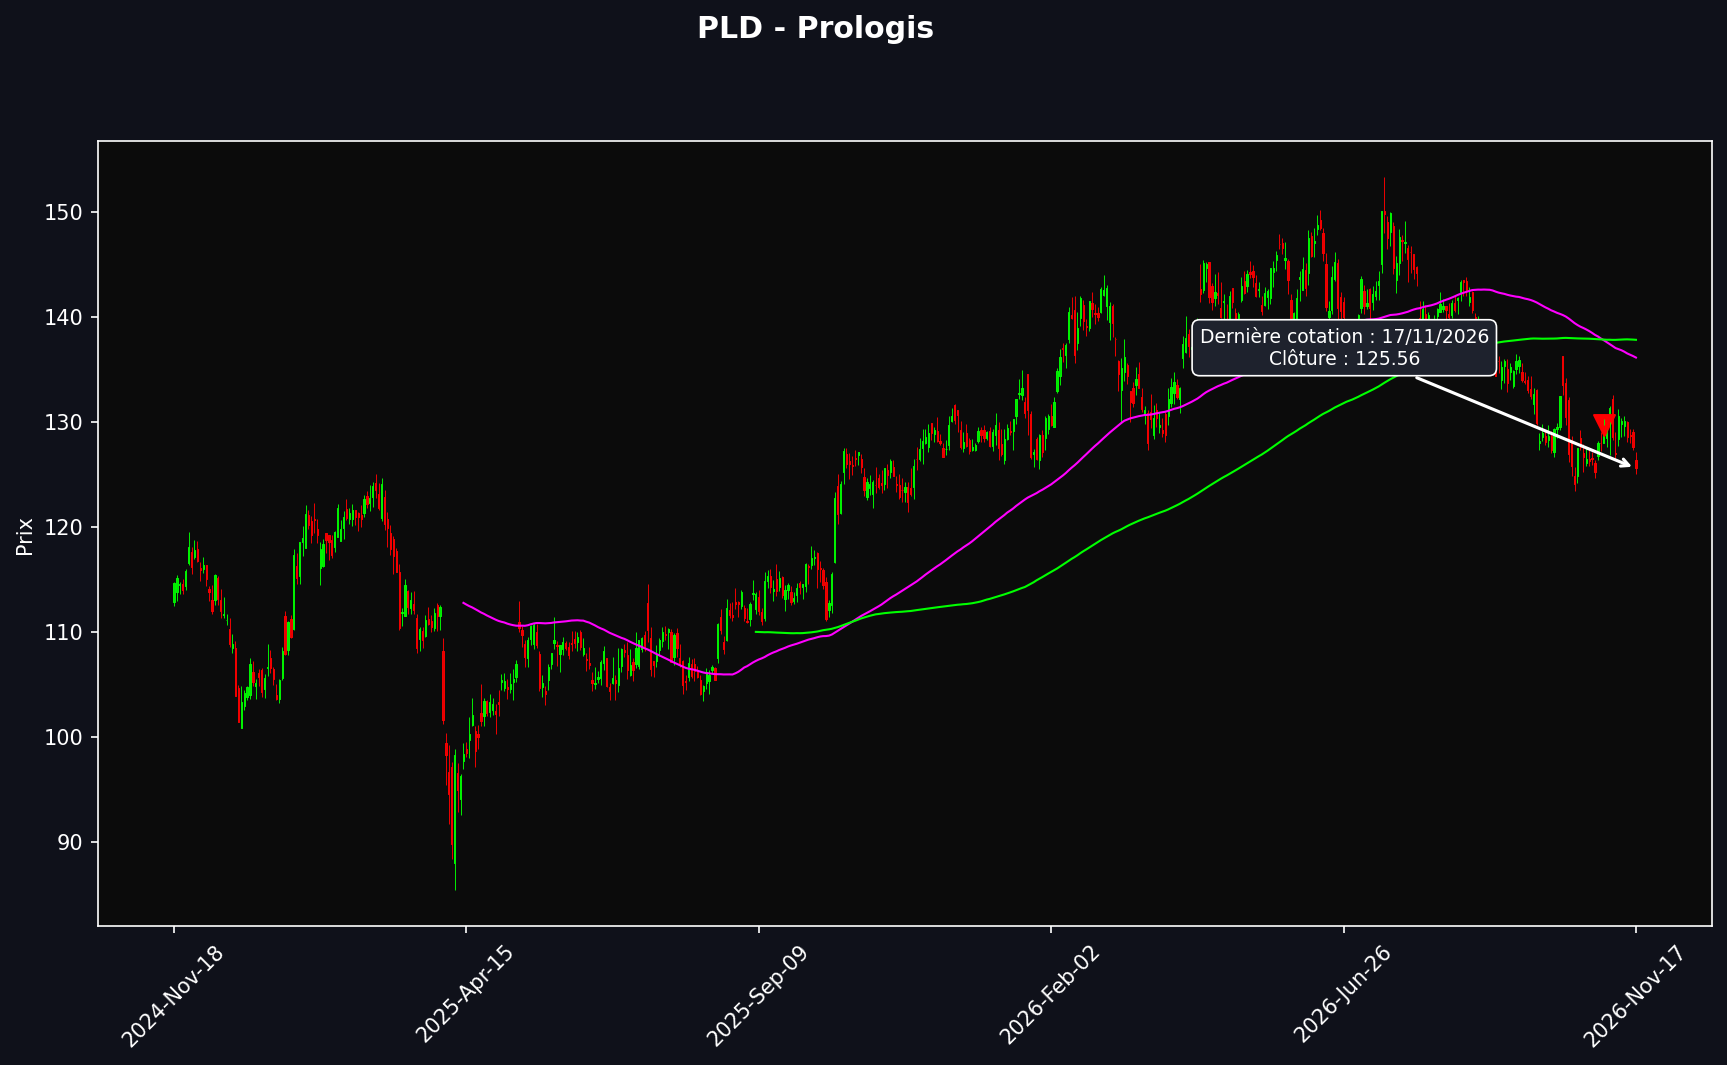 PLD - Prologis
Prix
150
140
130
120
110
100
90
Dernière cotation : 17/11/2026
Clôture : 125.56
2024-Nov-18
2025-Apr-15
2025-Sep-09
2026-Feb-02
2026-Jun-26
2026-Nov-17